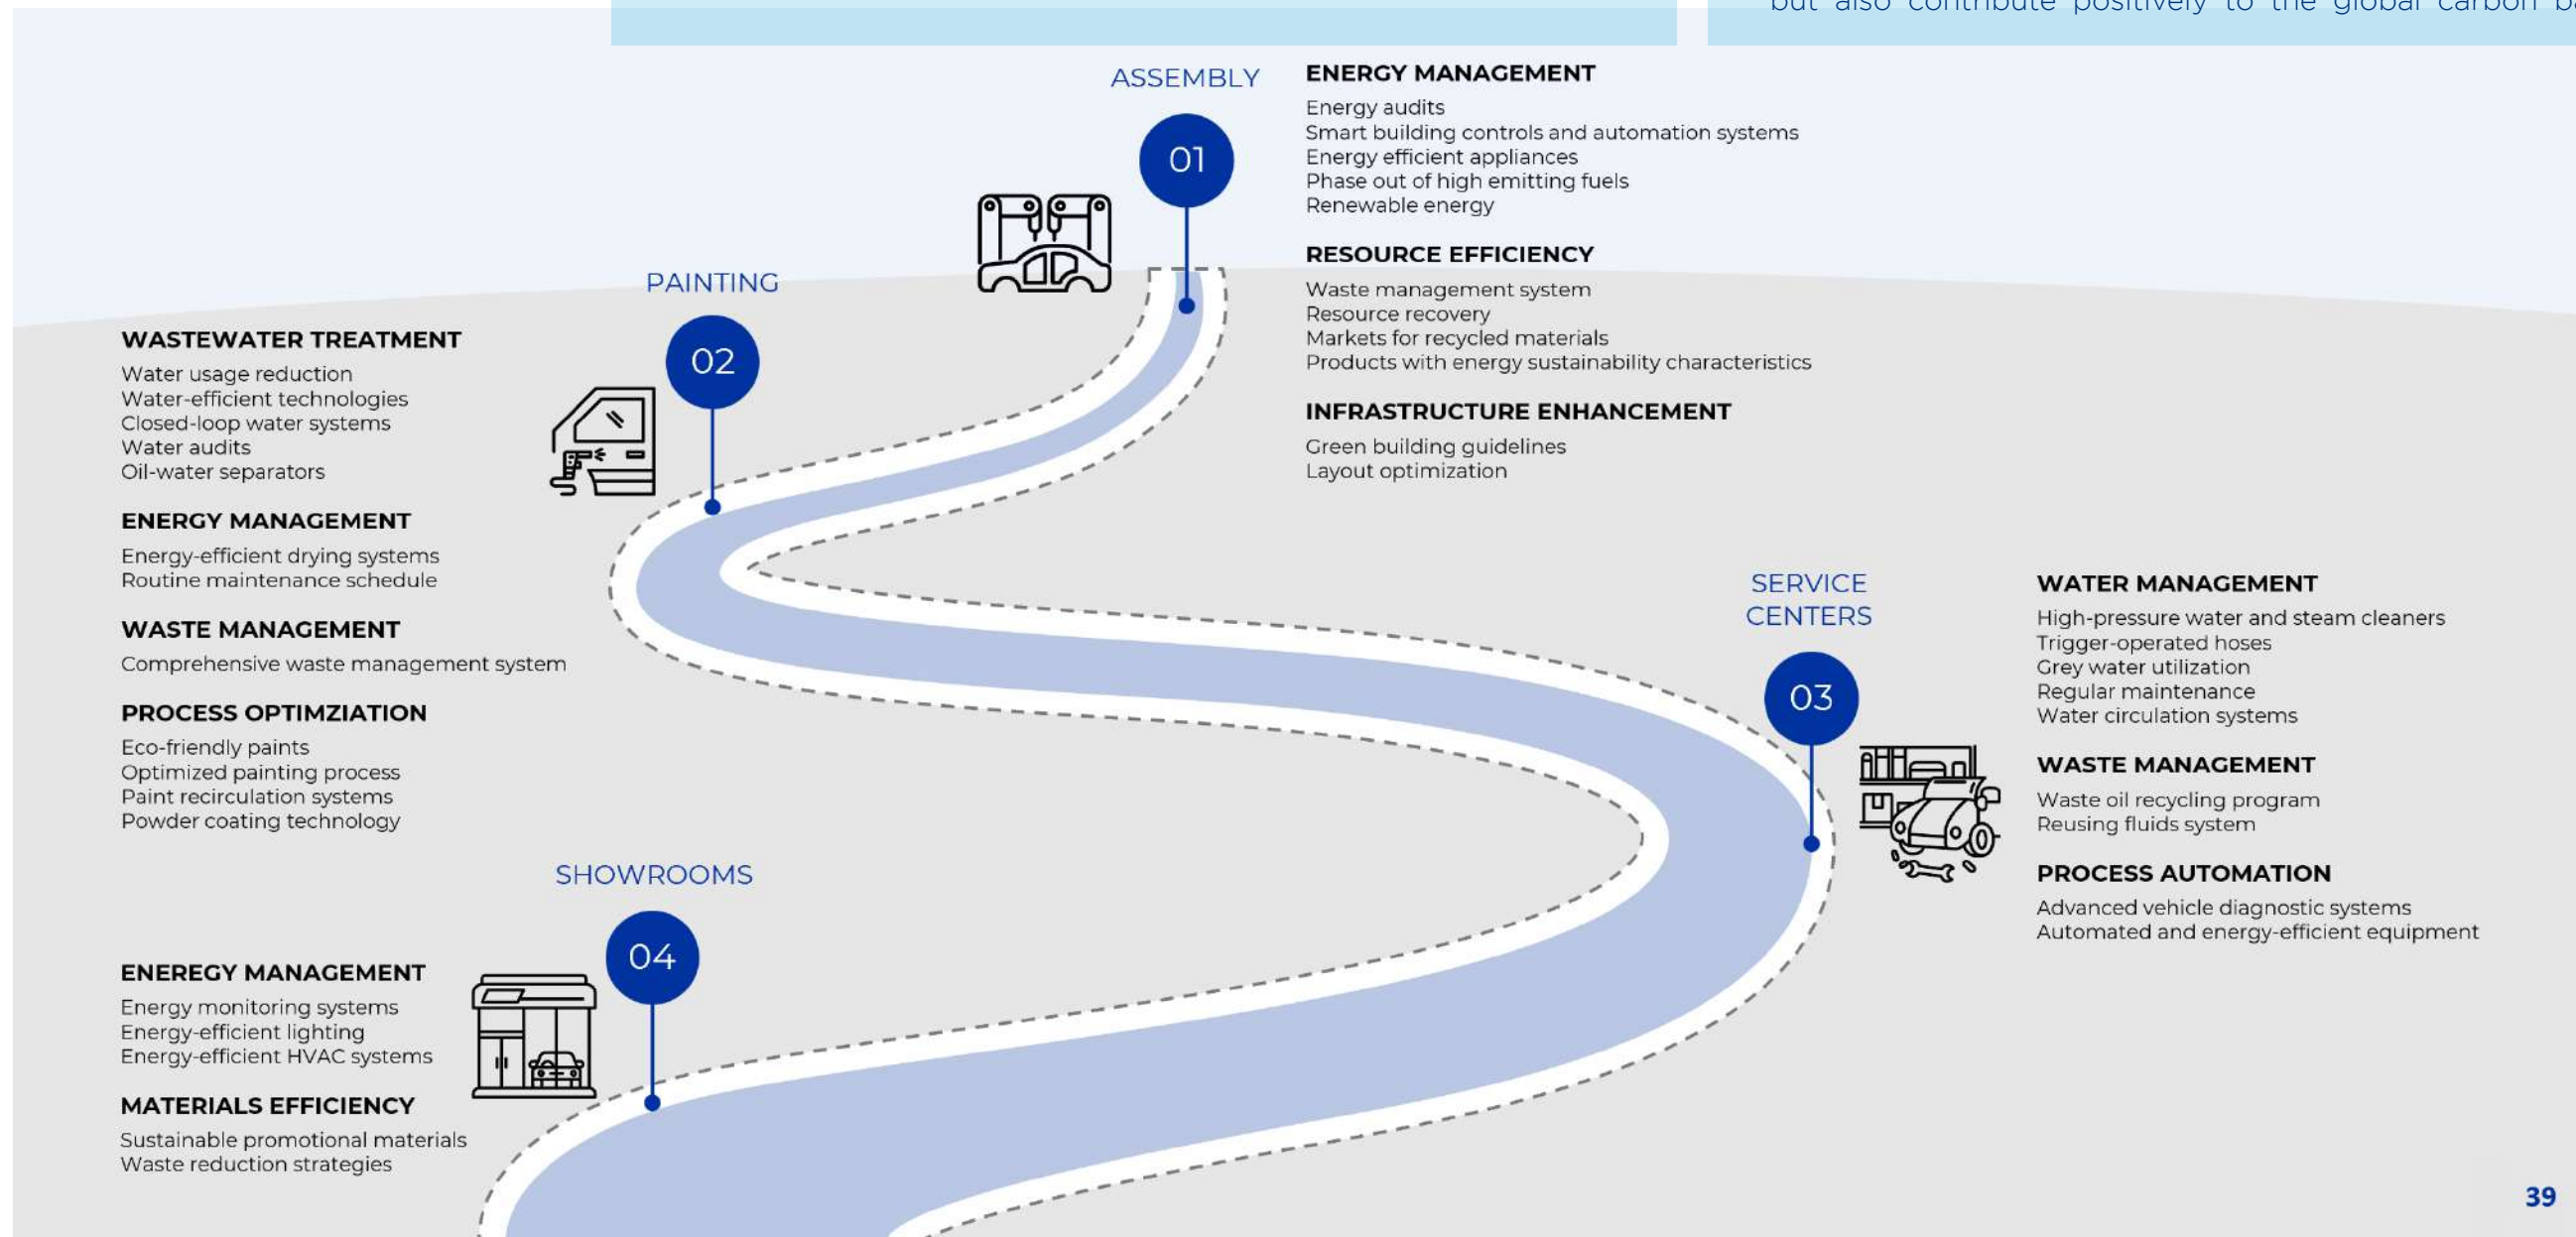 but also contribute positively to the global carbon
ASSEMBLY
01
ENERGY MANAGEMENT
Energy audits
Smart building controls and automation systems
Energy efficient appliances
Phase out of high emitting fuels
Renewable energy
RESOURCE EFFICIENCY
Waste management system
Resource recovery
Markets for recycled materials
Products with energy sustainability characteristics
INFRASTRUCTURE ENHANCEMENT
Green building guidelines
Layout optimization
PAINTING
02
WASTEWATER TREATMENT
Water usage reduction
Water-efficient technologies
Closed-loop water systems
Water audits
Oil-water separators
ENERGY MANAGEMENT
Energy-efficient drying systems
Routine maintenance schedule
WASTE MANAGEMENT
Comprehensive waste management system
PROCESS OPTIMZIATION
Eco-friendly paints
Optimized painting process
Paint recirculation systems
Powder coating technology
SERVICE
CENTERS
03
WATER MANAGEMENT
High-pressure water and steam cleaners
Trigger-operated hoses
Grey water utilization
Regular maintenance
Water circulation systems
WASTE MANAGEMENT
Waste oil recycling program
Reusing fluids system
PROCESS AUTOMATION
Advanced vehicle diagnostic systems
Automated and energy-efficient equipment
SHOWROOMS
04
ENEREGY MANAGEMENT
Energy monitoring systems
Energy-efficient lighting
Energy-efficient HVAC systems
MATERIALS EFFICIENCY
Sustainable promotional materials
Waste reduction strategies
39